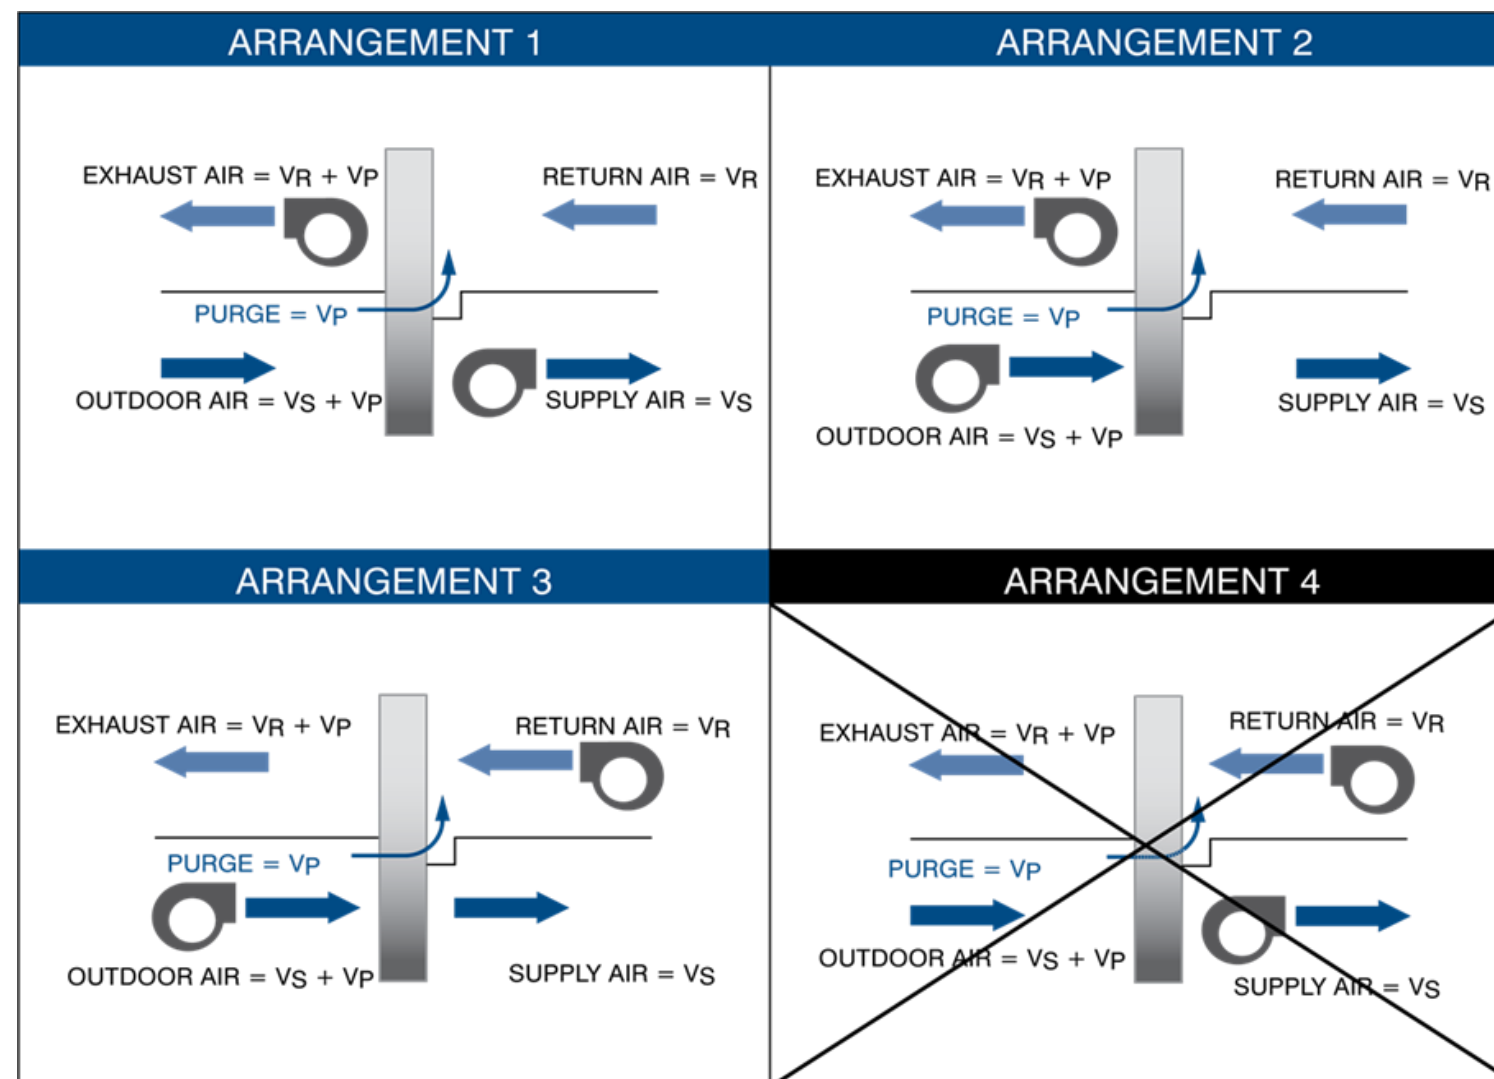 ARRANGEMENT 1
EXHAUST AIR = VR + VP
RETURN AIR = VR
PURGE = VP
OUTDOOR AIR = VS + VP
SUPPLY AIR = VS
ARRANGEMENT 2
EXHAUST AIR = VR + VP
RETURN AIR = VR
PURGE = VP
SUPPLY AIR = VS
OUTDOOR AIR = VS + VP
ARRANGEMENT 3
EXHAUST AIR = VR + VP
RETURN AIR = VR
PURGE = VP
OUTDOOR AIR = VS + VP
SUPPLY AIR = VS
ARRANGEMENT 4
EXHAUST AIR = VR + VP
RETURN AIR = VR
PURGE = VP
OUTDOOR AIR = VS + VP
SUPPLY AIR = VS